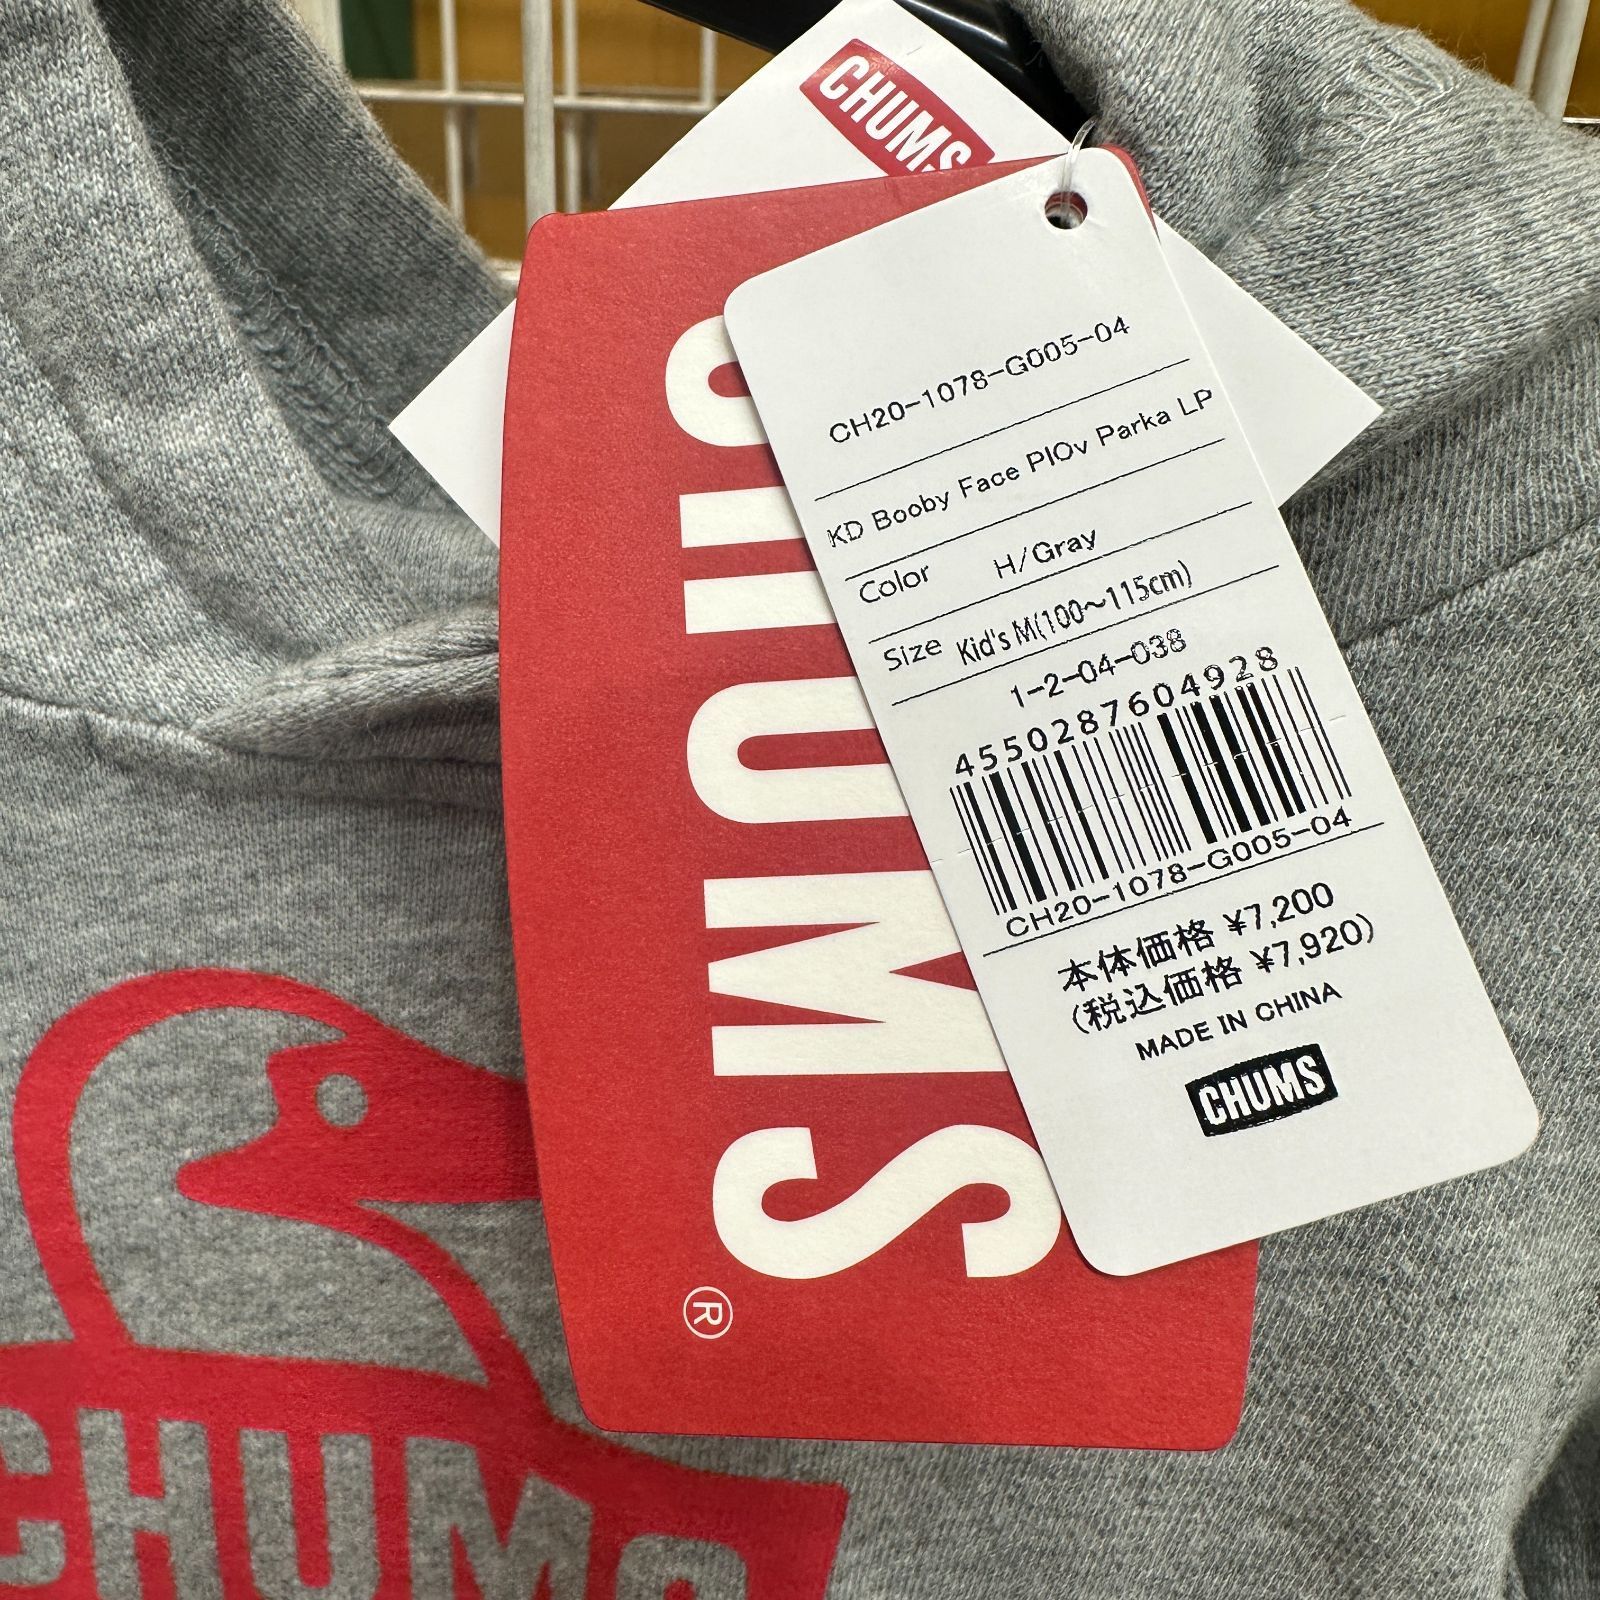 CHUMS
CHUMS
®
CH20-1078-G005-04
KD Booby Face PlOv Parka LP
Color H/Gray
Size Kid's M(100～115cm)
1-2-04-038
4550287604928
CH20-1078-G005-04
本体価格 ¥7,200
(税込価格 ¥7,920)
MADE IN CHINA
CHUMS
CHUMS